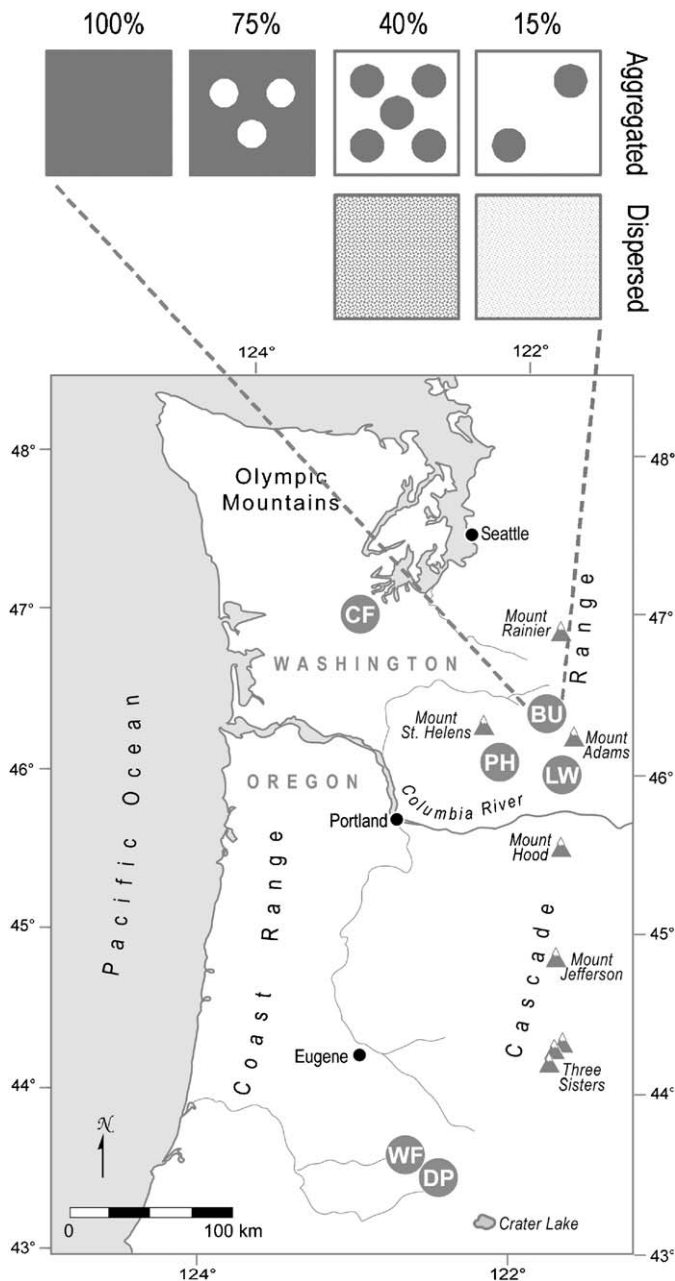 100%
75%
40%
15%
Aggregated
Dispersed
124°
122°
48°
48°
Olympic
Mountains
Seattle
47°
47°
CF
Mount
Rainier
Range
WASHINGTON
BU
Mount
St. Helens
Mount
Adams
PH
LW
46°
46°
OREGON
Columbia River
Portland
Pacific Ocean
Mount
Hood
Coast Range
45°
45°
Cascade
Mount
Jefferson
Eugene
Three
Sisters
44°
44°
N
WF
DP
0
100 km
Crater Lake
43°
43°
124°
122°